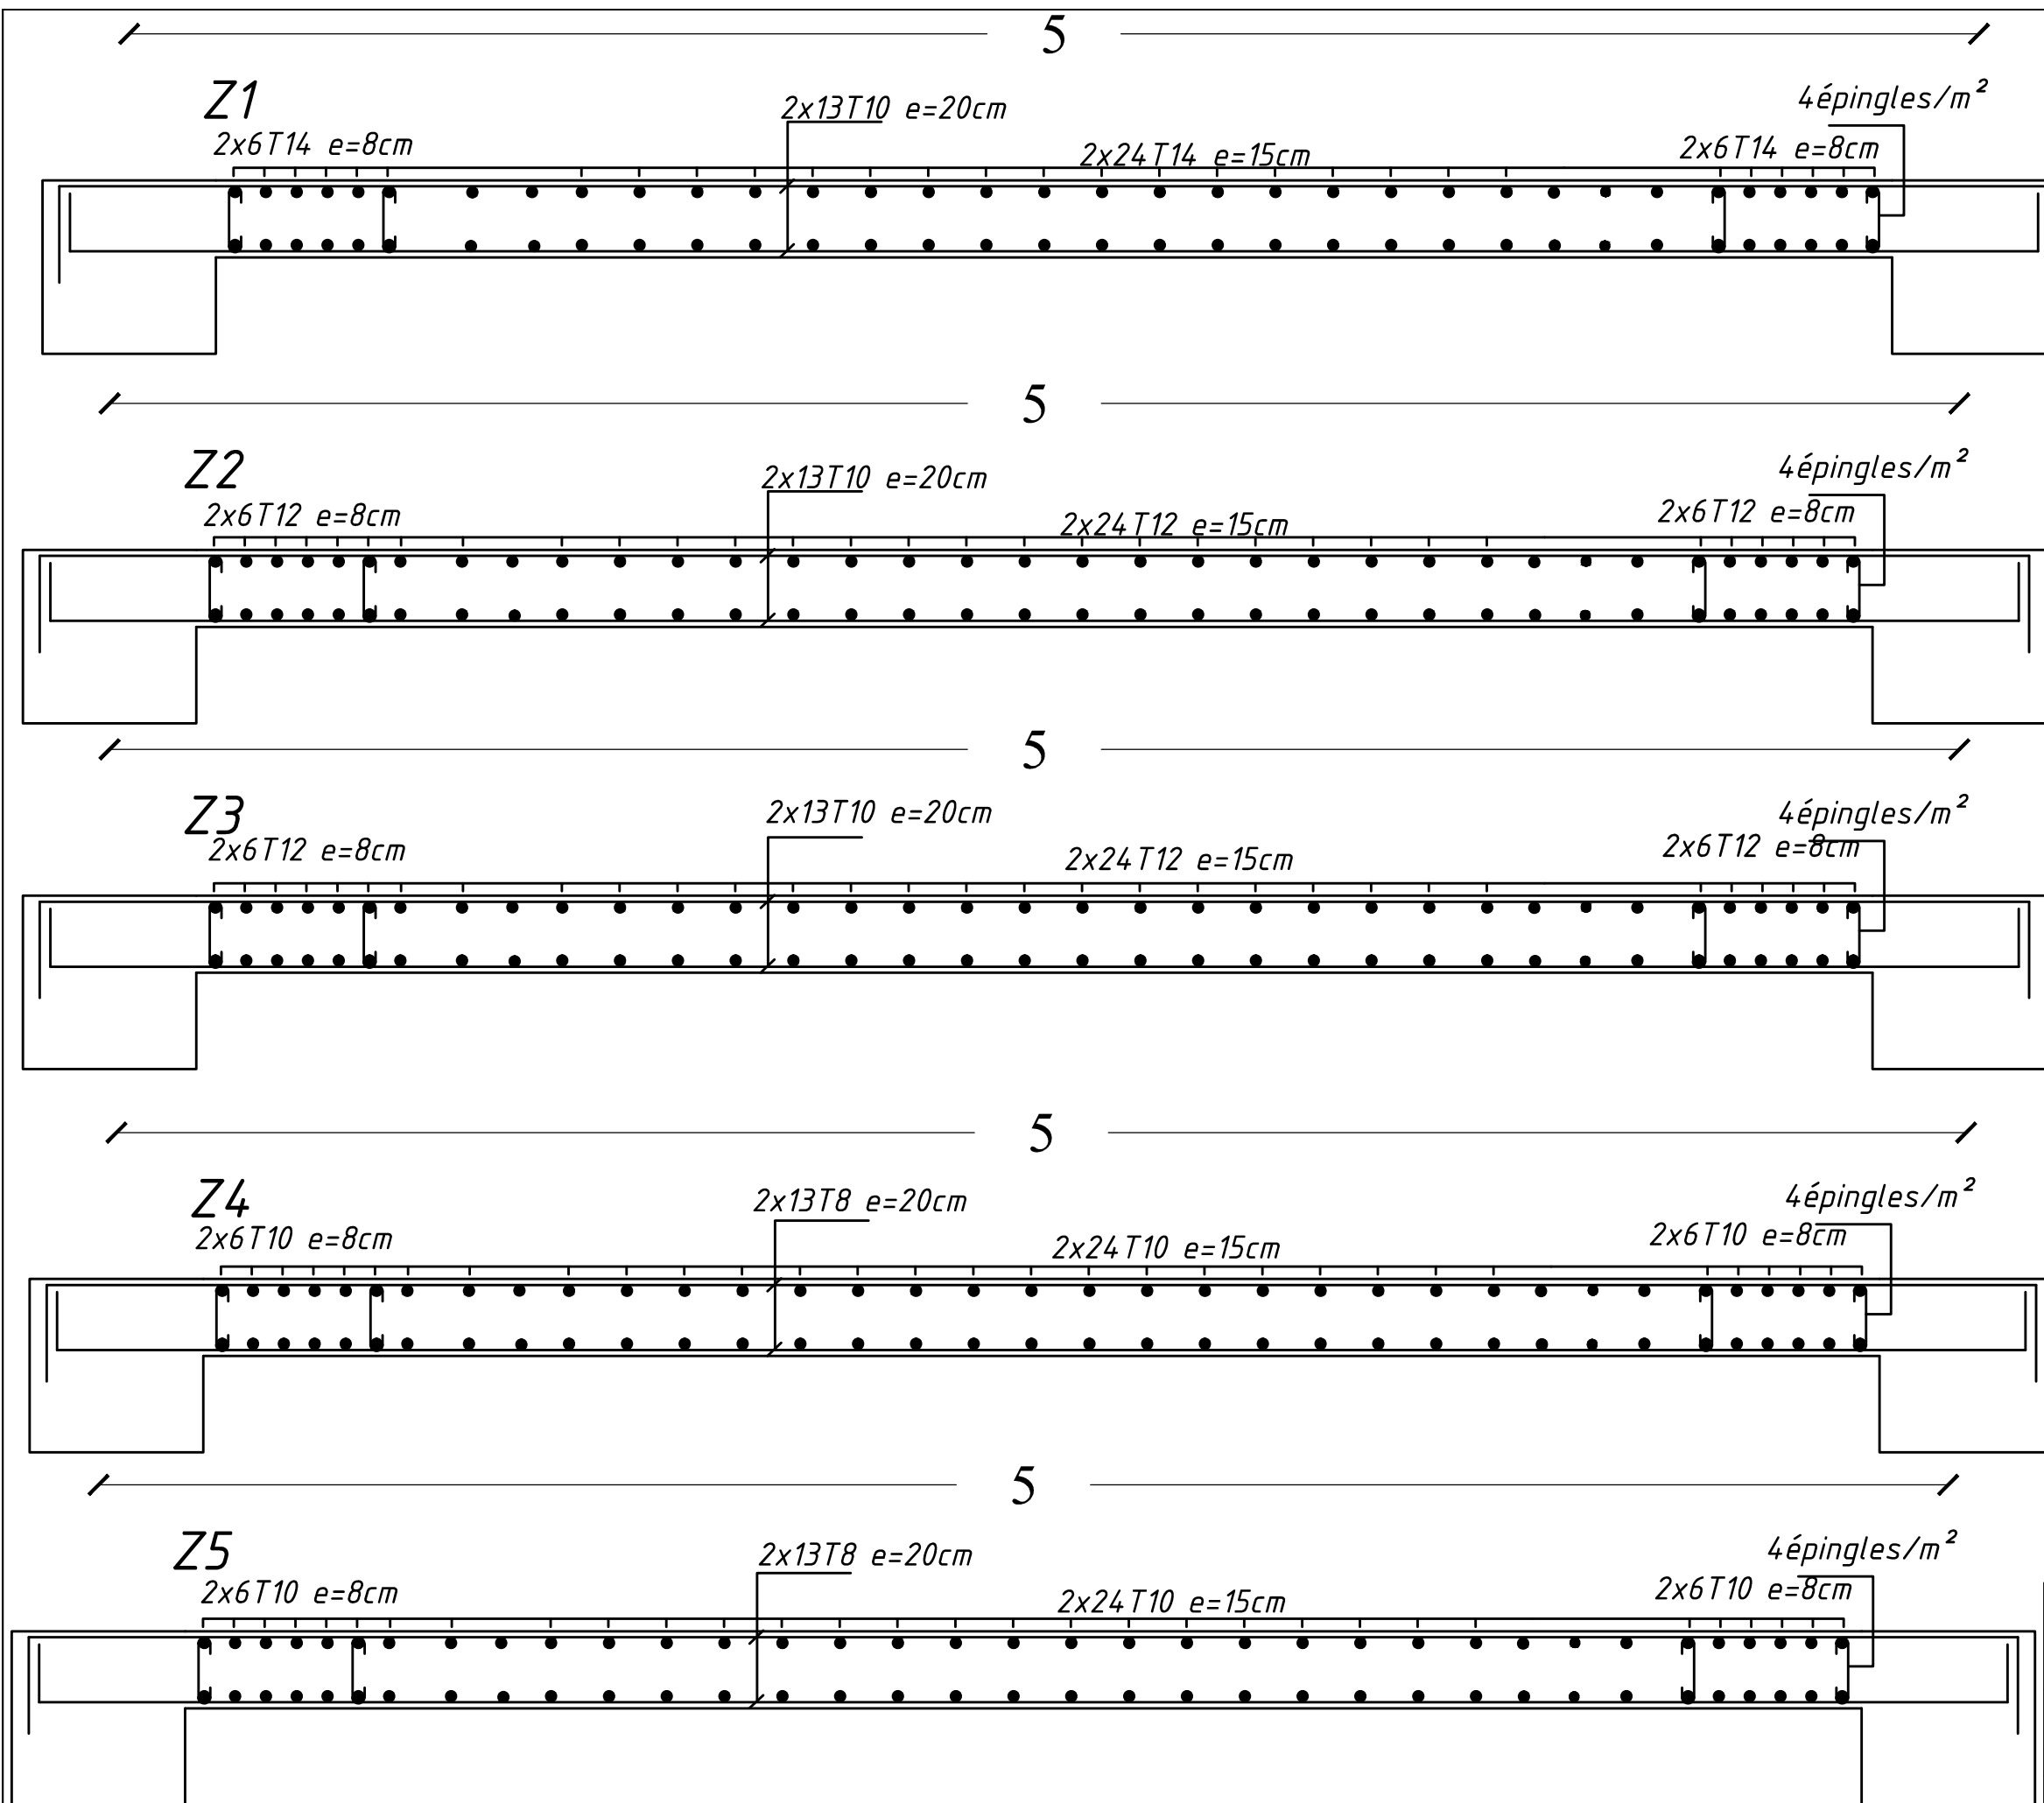 5
Z1
2x13T10 e=20cm
4épingles/m²
2x6T14 e=8cm
2x24T14 e=15cm
2x6T14 e=8cm
5
Z2
2x13T10 e=20cm
4épingles/m²
2x6T12 e=8cm
2x24T12 e=15cm
2x6T12 e=8cm
5
Z3
2x13T10 e=20cm
4épingles/m²
2x6T12 e=8cm
2x24T12 e=15cm
2x6T12 e=8cm
5
Z4
2x13T8 e=20cm
4épingles/m²
2x6T10 e=8cm
2x24T10 e=15cm
2x6T10 e=8cm
5
Z5
2x13T8 e=20cm
4épingles/m²
2x6T10 e=8cm
2x24T10 e=15cm
2x6T10 e=8cm